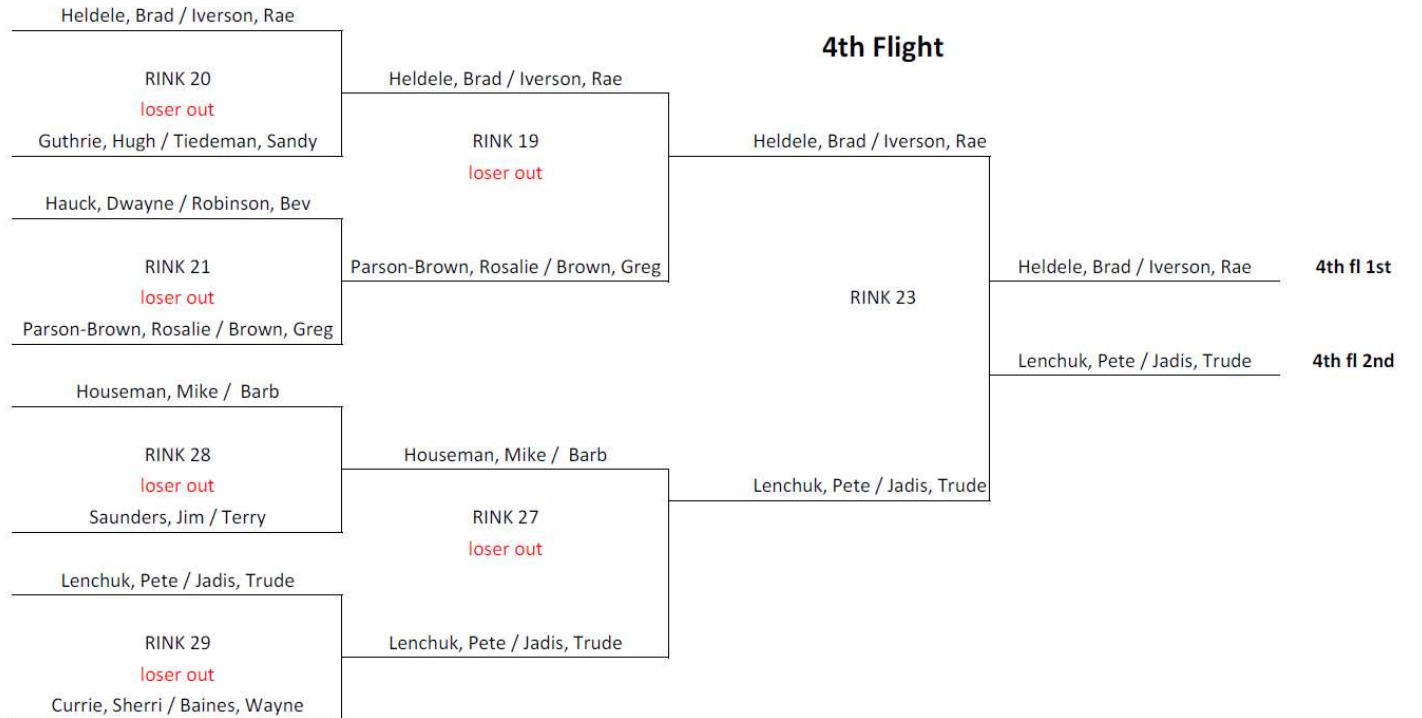 Heldele, Brad / Iverson, Rae
4th Flight
RINK 20
Heldele, Brad / Iverson, Rae
loser out
Guthrie, Hugh / Tiedeman, Sandy
RINK 19
Heldele, Brad / Iverson, Rae
loser out
Hauck, Dwayne / Robinson, Bev
RINK 21
Parson-Brown, Rosalie / Brown, Greg
Heldele, Brad / Iverson, Rae
4th fl 1st
loser out
RINK 23
Parson-Brown, Rosalie / Brown, Greg
Lenchuk, Pete / Jadis, Trude
4th fl 2nd
Houseman, Mike /  Barb
RINK 28
Houseman, Mike /  Barb
loser out
Lenchuk, Pete / Jadis, Trude
Saunders, Jim / Terry
RINK 27
loser out
Lenchuk, Pete / Jadis, Trude
RINK 29
Lenchuk, Pete / Jadis, Trude
loser out
Currie, Sherri / Baines, Wayne